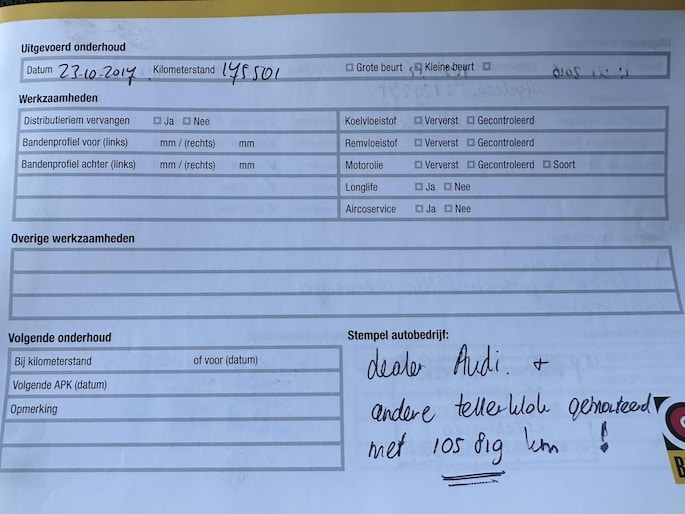 Uitgevoerd onderhoud
Datum 23-10-2017 Kilometerstand 175501 Grote beurt Kleine beurt
Werkzaamheden
Distributieriem vervangen Ja Nee Koelvloeistof Ververst Gecontroleerd
Bandenprofiel voor (links) mm / (rechts) mm Remvloeistof Ververst Gecontroleerd
Bandenprofiel achter (links) mm / (rechts) mm Motorolie Ververst Gecontroleerd Soort
Longlife Ja Nee
Aircoservice Ja Nee
Overige werkzaamheden
Volgende onderhoud
Bij kilometerstand of voor (datum)
Volgende APK (datum)
Opmerking
Stempel autobedrijf:
dealer Audi. +
andere tellerklok gemonteerd
met 105 819 km !